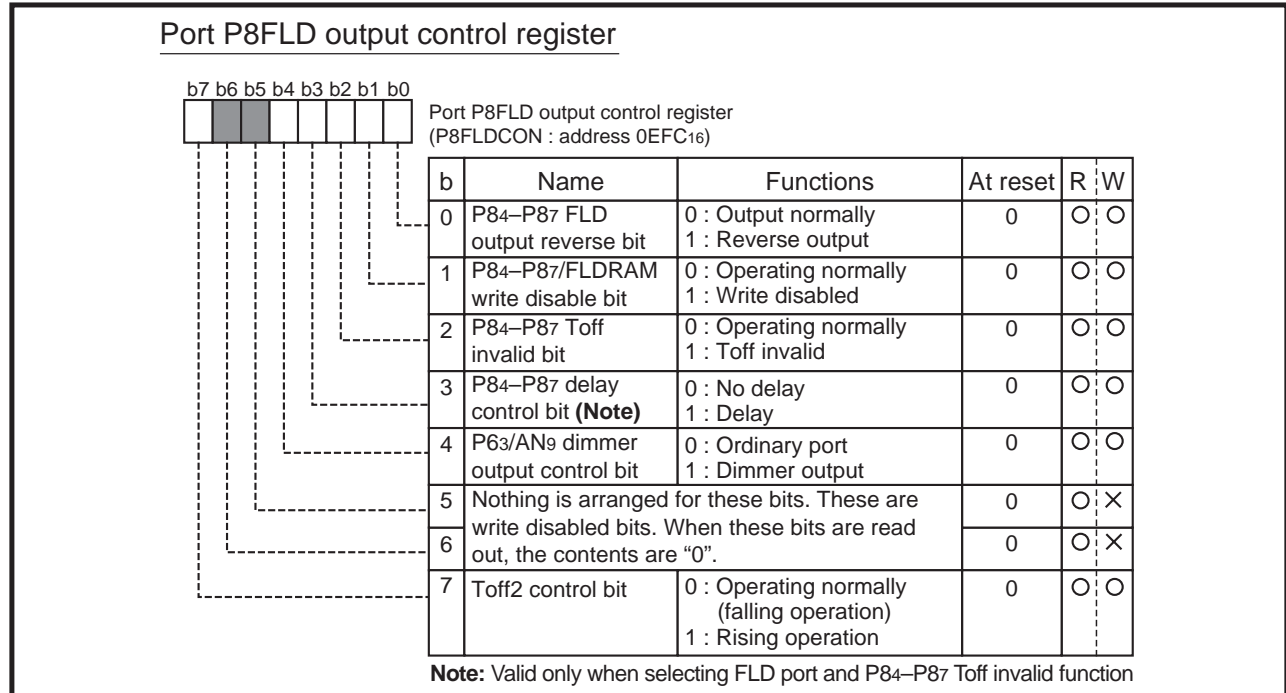 Port P8FLD output control register
b7 b6 b5 b4 b3 b2 b1 b0
Port P8FLD output control register
(P8FLDCON : address 0EFC16)
b Name Functions At reset R W
0 P84–P87 FLD output reverse bit 0 : Output normally 1 : Reverse output 0 O O
1 P84–P87/FLDRAM write disable bit 0 : Operating normally 1 : Write disabled 0 O O
2 P84–P87 Toff invalid bit 0 : Operating normally 1 : Toff invalid 0 O O
3 P84–P87 delay control bit (Note) 0 : No delay 1 : Delay 0 O O
4 P63/AN9 dimmer output control bit 0 : Ordinary port 1 : Dimmer output 0 O O
5 Nothing is arranged for these bits. These are 0 O ×
write disabled bits. When these bits are read
6 out, the contents are “0”. 0 O ×
7 Toff2 control bit 0 : Operating normally (falling operation) 1 : Rising operation 0 O O
Note: Valid only when selecting FLD port and P84–P87 Toff invalid function